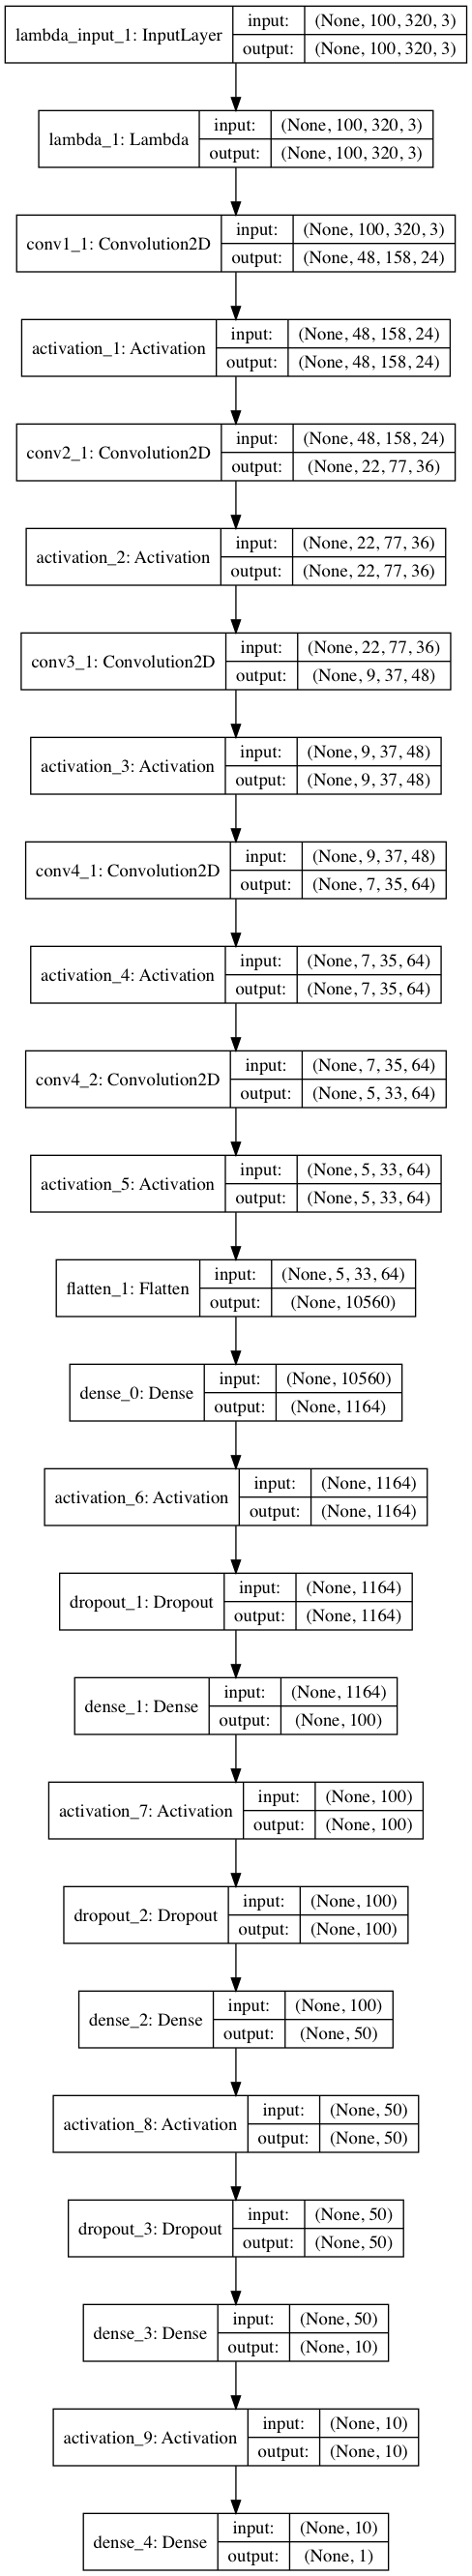 lambda_input_1: InputLayer
input: (None, 100, 320, 3)
output: (None, 100, 320, 3)
lambda_1: Lambda
input: (None, 100, 320, 3)
output: (None, 100, 320, 3)
conv1_1: Convolution2D
input: (None, 100, 320, 3)
output: (None, 48, 158, 24)
activation_1: Activation
input: (None, 48, 158, 24)
output: (None, 48, 158, 24)
conv2_1: Convolution2D
input: (None, 48, 158, 24)
output: (None, 22, 77, 36)
activation_2: Activation
input: (None, 22, 77, 36)
output: (None, 22, 77, 36)
conv3_1: Convolution2D
input: (None, 22, 77, 36)
output: (None, 9, 37, 48)
activation_3: Activation
input: (None, 9, 37, 48)
output: (None, 9, 37, 48)
conv4_1: Convolution2D
input: (None, 9, 37, 48)
output: (None, 7, 35, 64)
activation_4: Activation
input: (None, 7, 35, 64)
output: (None, 7, 35, 64)
conv4_2: Convolution2D
input: (None, 7, 35, 64)
output: (None, 5, 33, 64)
activation_5: Activation
input: (None, 5, 33, 64)
output: (None, 5, 33, 64)
flatten_1: Flatten
input: (None, 5, 33, 64)
output: (None, 10560)
dense_0: Dense
input: (None, 10560)
output: (None, 1164)
activation_6: Activation
input: (None, 1164)
output: (None, 1164)
dropout_1: Dropout
input: (None, 1164)
output: (None, 1164)
dense_1: Dense
input: (None, 1164)
output: (None, 100)
activation_7: Activation
input: (None, 100)
output: (None, 100)
dropout_2: Dropout
input: (None, 100)
output: (None, 100)
dense_2: Dense
input: (None, 100)
output: (None, 50)
activation_8: Activation
input: (None, 50)
output: (None, 50)
dropout_3: Dropout
input: (None, 50)
output: (None, 50)
dense_3: Dense
input: (None, 50)
output: (None, 10)
activation_9: Activation
input: (None, 10)
output: (None, 10)
dense_4: Dense
input: (None, 10)
output: (None, 1)